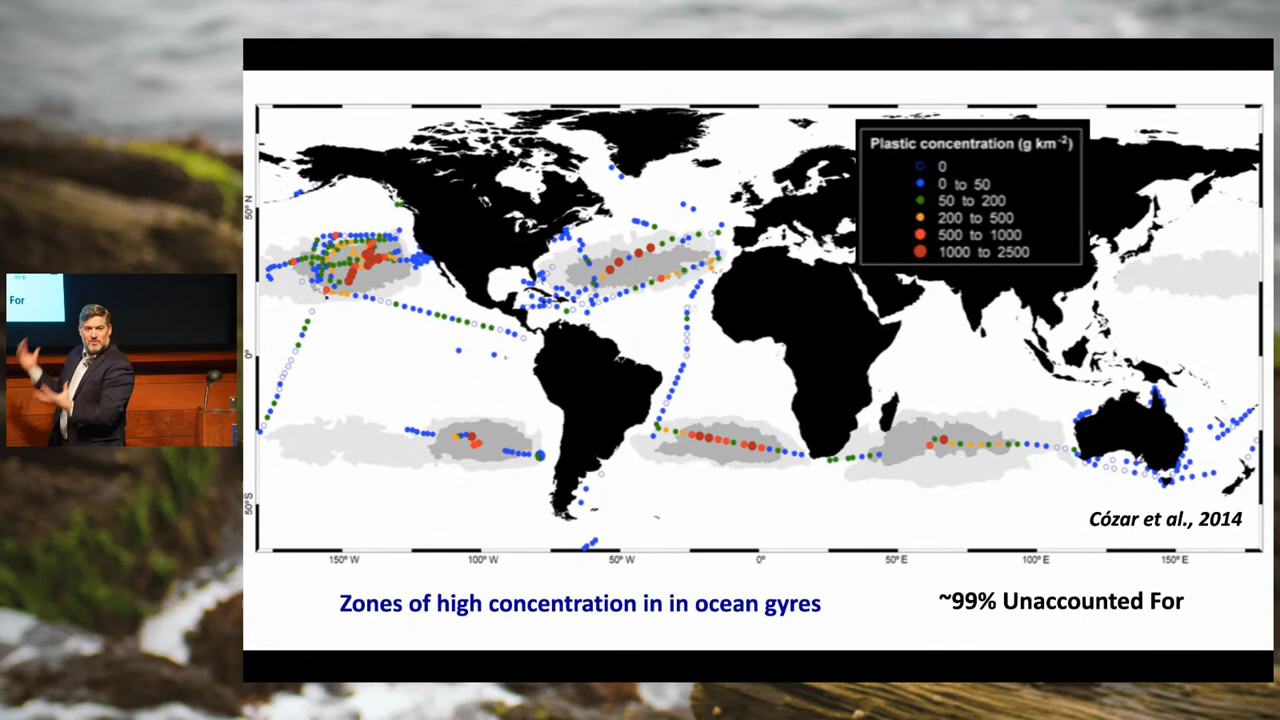 For
Plastic concentration (g km⁻²)
0
0 to 50
50 to 200
200 to 500
500 to 1000
1000 to 2500
50°N
0°
50°S
150° W
100° W
50° W
0°
50° E
100° E
150° E
Cózar et al., 2014
Zones of high concentration in in ocean gyres
~99% Unaccounted For